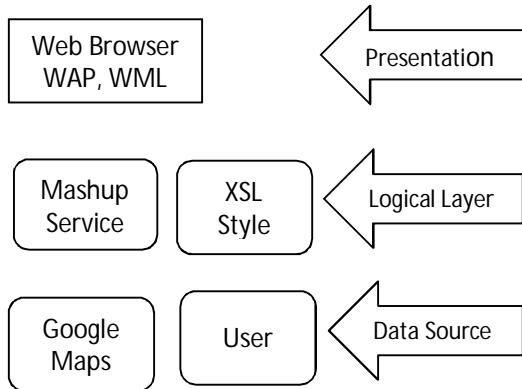 Web Browser
WAP, WML
Presentation
Mashup
Service
XSL
Style
Logical Layer
Google
Maps
User
Data Source